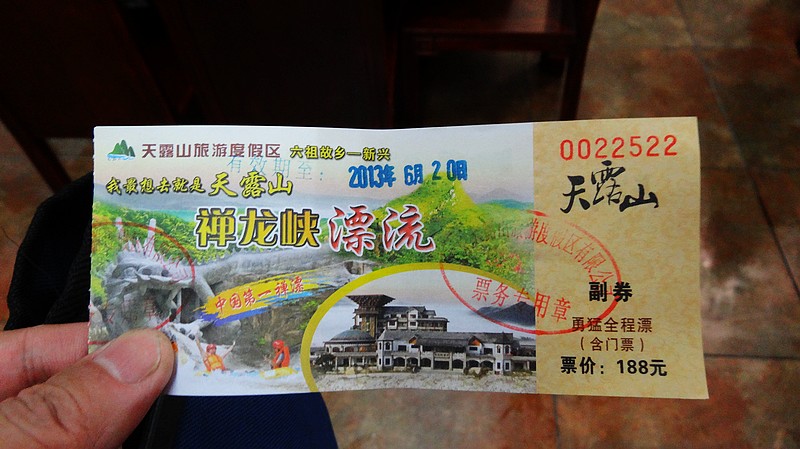 天露山旅游度假区 六祖故乡—新兴
有效期至: 2013年 6月 20日
我最想去就是天露山
禅龙峡漂流
中国第一禅漂
0022522
天露山
票务专用章
副券
勇猛全程漂
(含门票)
票价: 188元